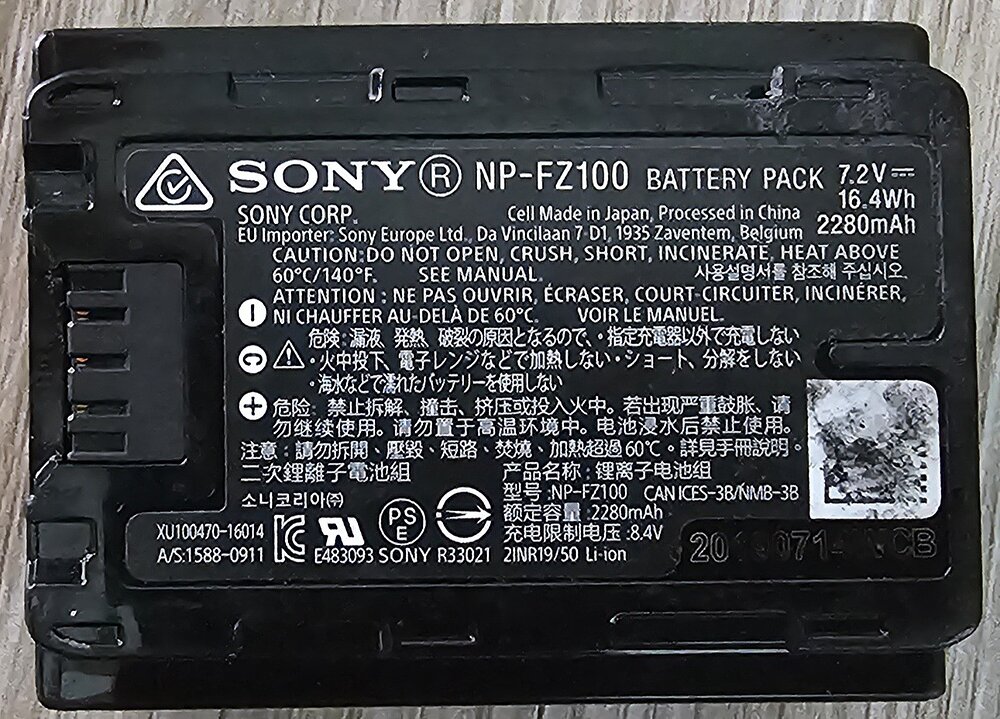 SONY® NP-FZ100 BATTERY PACK 7.2V⎓
16.4Wh
SONY CORP. Cell Made in Japan, Processed in China 2280mAh
EU Importer: Sony Europe Ltd., Da Vincilaan 7-D1, 1935 Zaventem, Belgium
CAUTION: DO NOT OPEN, CRUSH, SHORT, INCINERATE, HEAT ABOVE
60°C/140°F. SEE MANUAL. 사용설명서를 참조해 주십시오.
ATTENTION : NE PAS OUVRIR, ÉCRASER, COURT-CIRCUITER, INCINÉRER,
NI CHAUFFER AU-DELÀ DE 60°C. VOIR LE MANUEL.
危険: 漏液、発熱、破裂の原因となるので、・指定充電器以外で充電しない
・火中投下、電子レンジなどで加熱しない・ショート、分解をしない
・海水などで濡れたバッテリーを使用しない
危险: 禁止拆解、撞击、挤压或投入火中。若出现严重鼓胀、请
勿继续使用。请勿置于高温环境中。电池浸水后禁止使用。
注意: 請勿拆開、壓毀、短路、焚燒、加熱超過60°C。詳見手冊說明。
二次鋰離子電池組 产品名称: 锂离子电池组
소니코리아㈜ 型号:NP-FZ100 CAN ICES-3B/NMB-3B
额定容量:2280mAh
XU100470-16014 充电限制电压:8.4V
A/S:1588-0911 E483093 PSE SONY R33021 2INR19/50 Li-ion